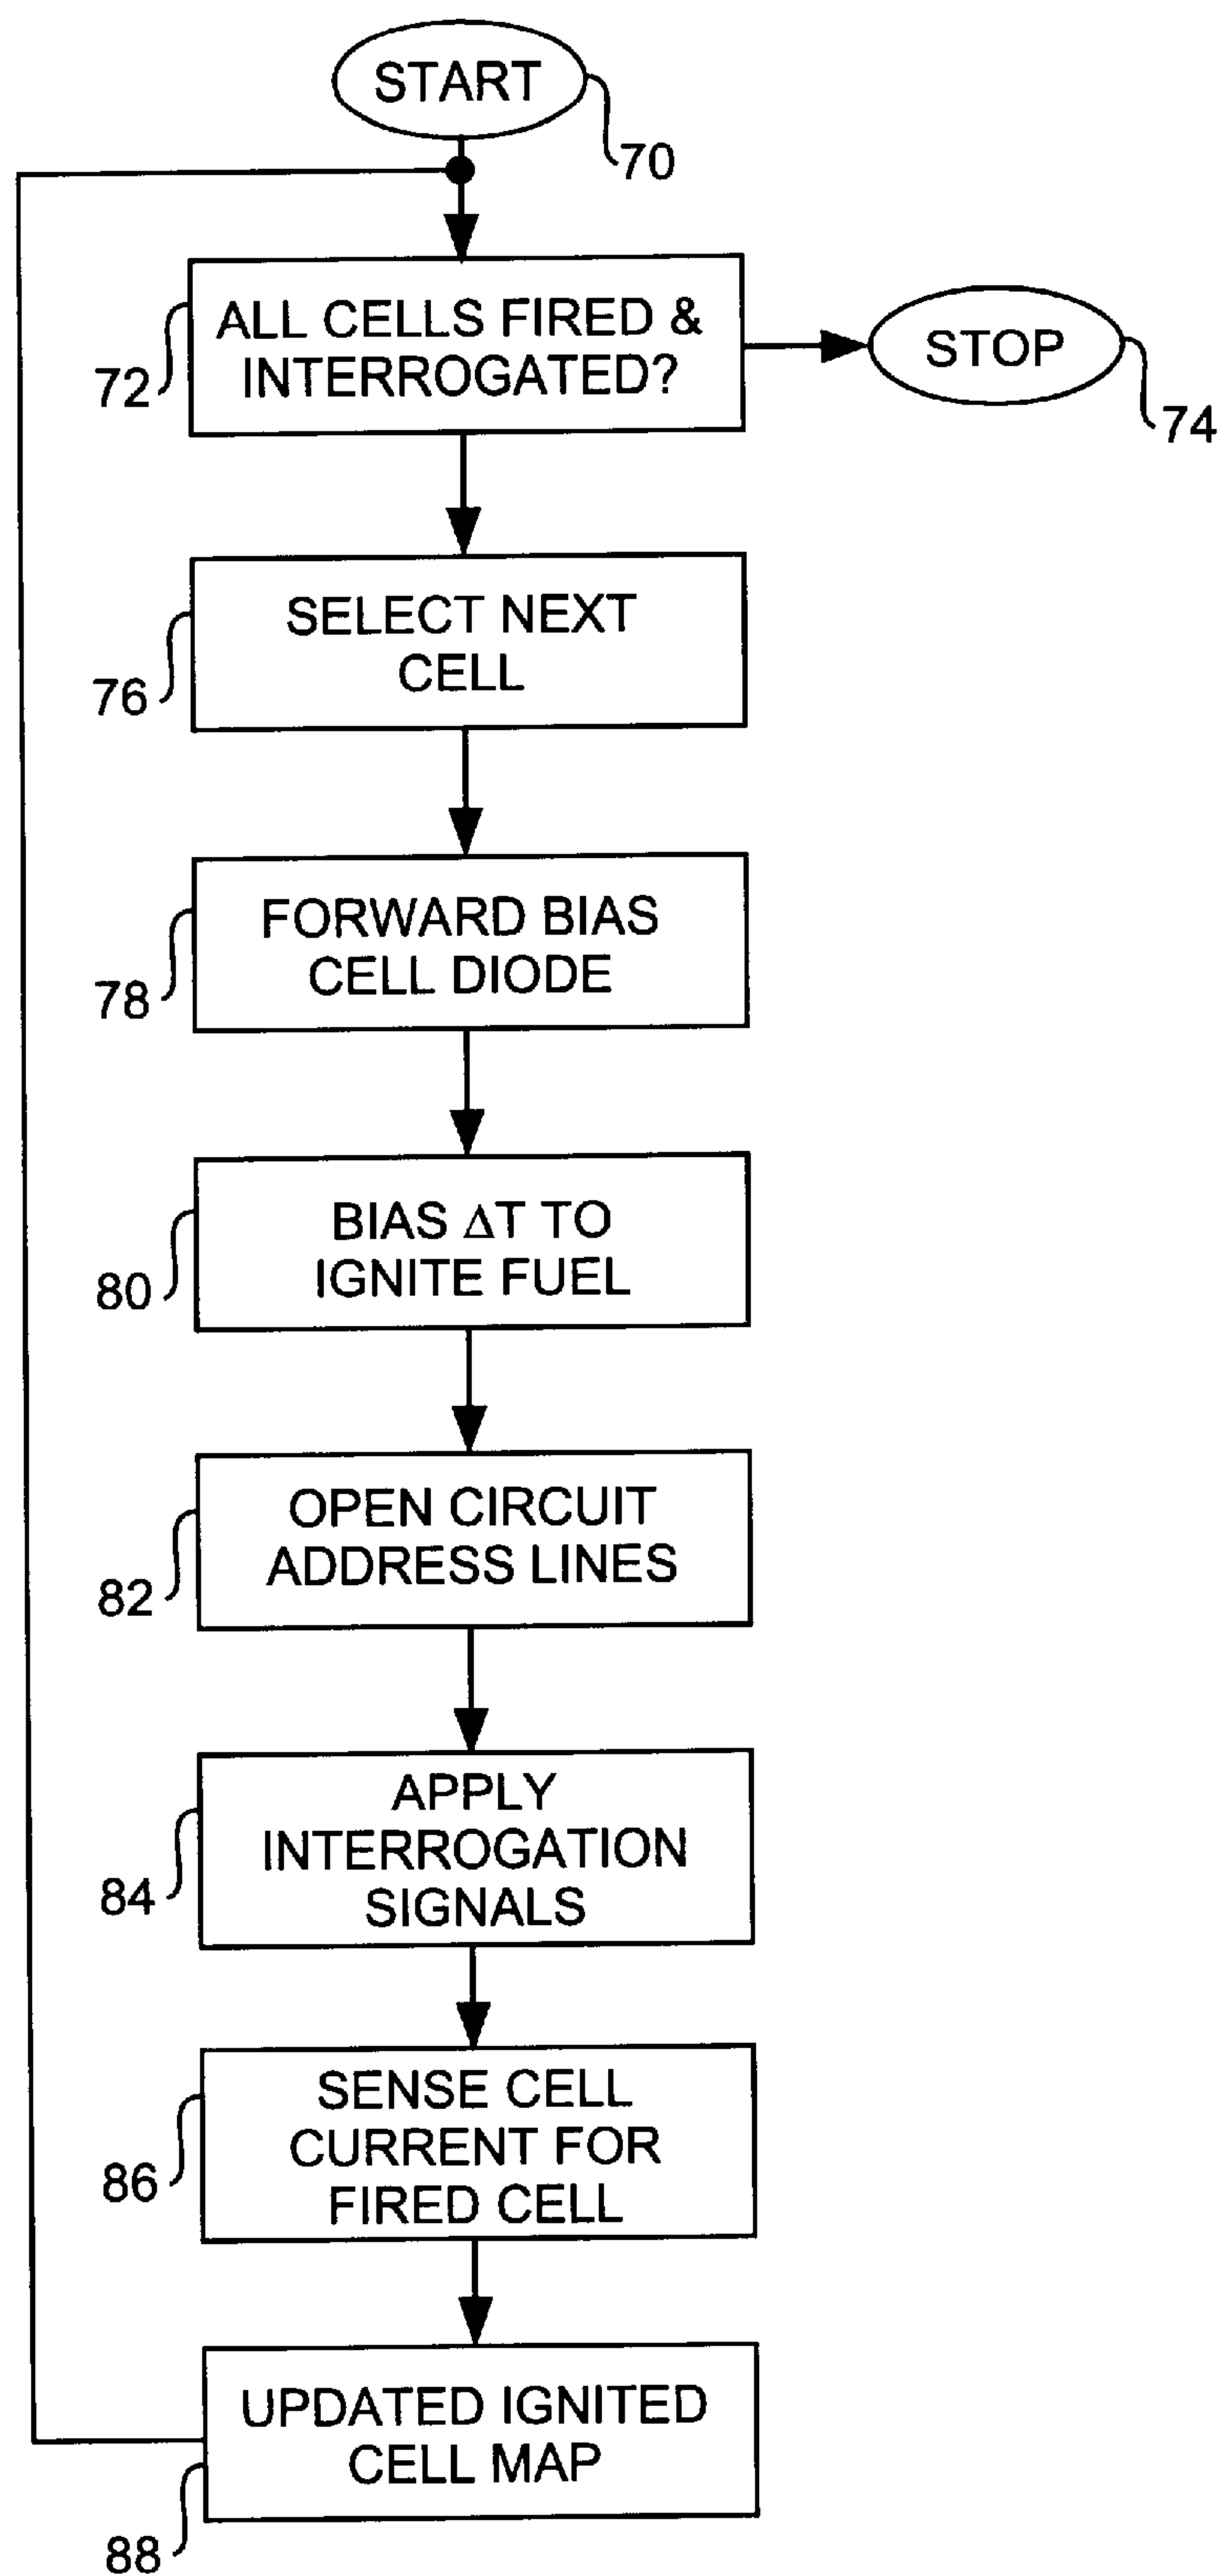 START
70
ALL CELLS FIRED &
INTERROGATED?
72
STOP
74
SELECT NEXT
CELL
76
FORWARD BIAS
CELL DIODE
78
BIAS ΔT TO
IGNITE FUEL
80
OPEN CIRCUIT
ADDRESS LINES
82
APPLY
INTERROGATION
SIGNALS
84
SENSE CELL
CURRENT FOR
FIRED CELL
86
UPDATED IGNITED
CELL MAP
88